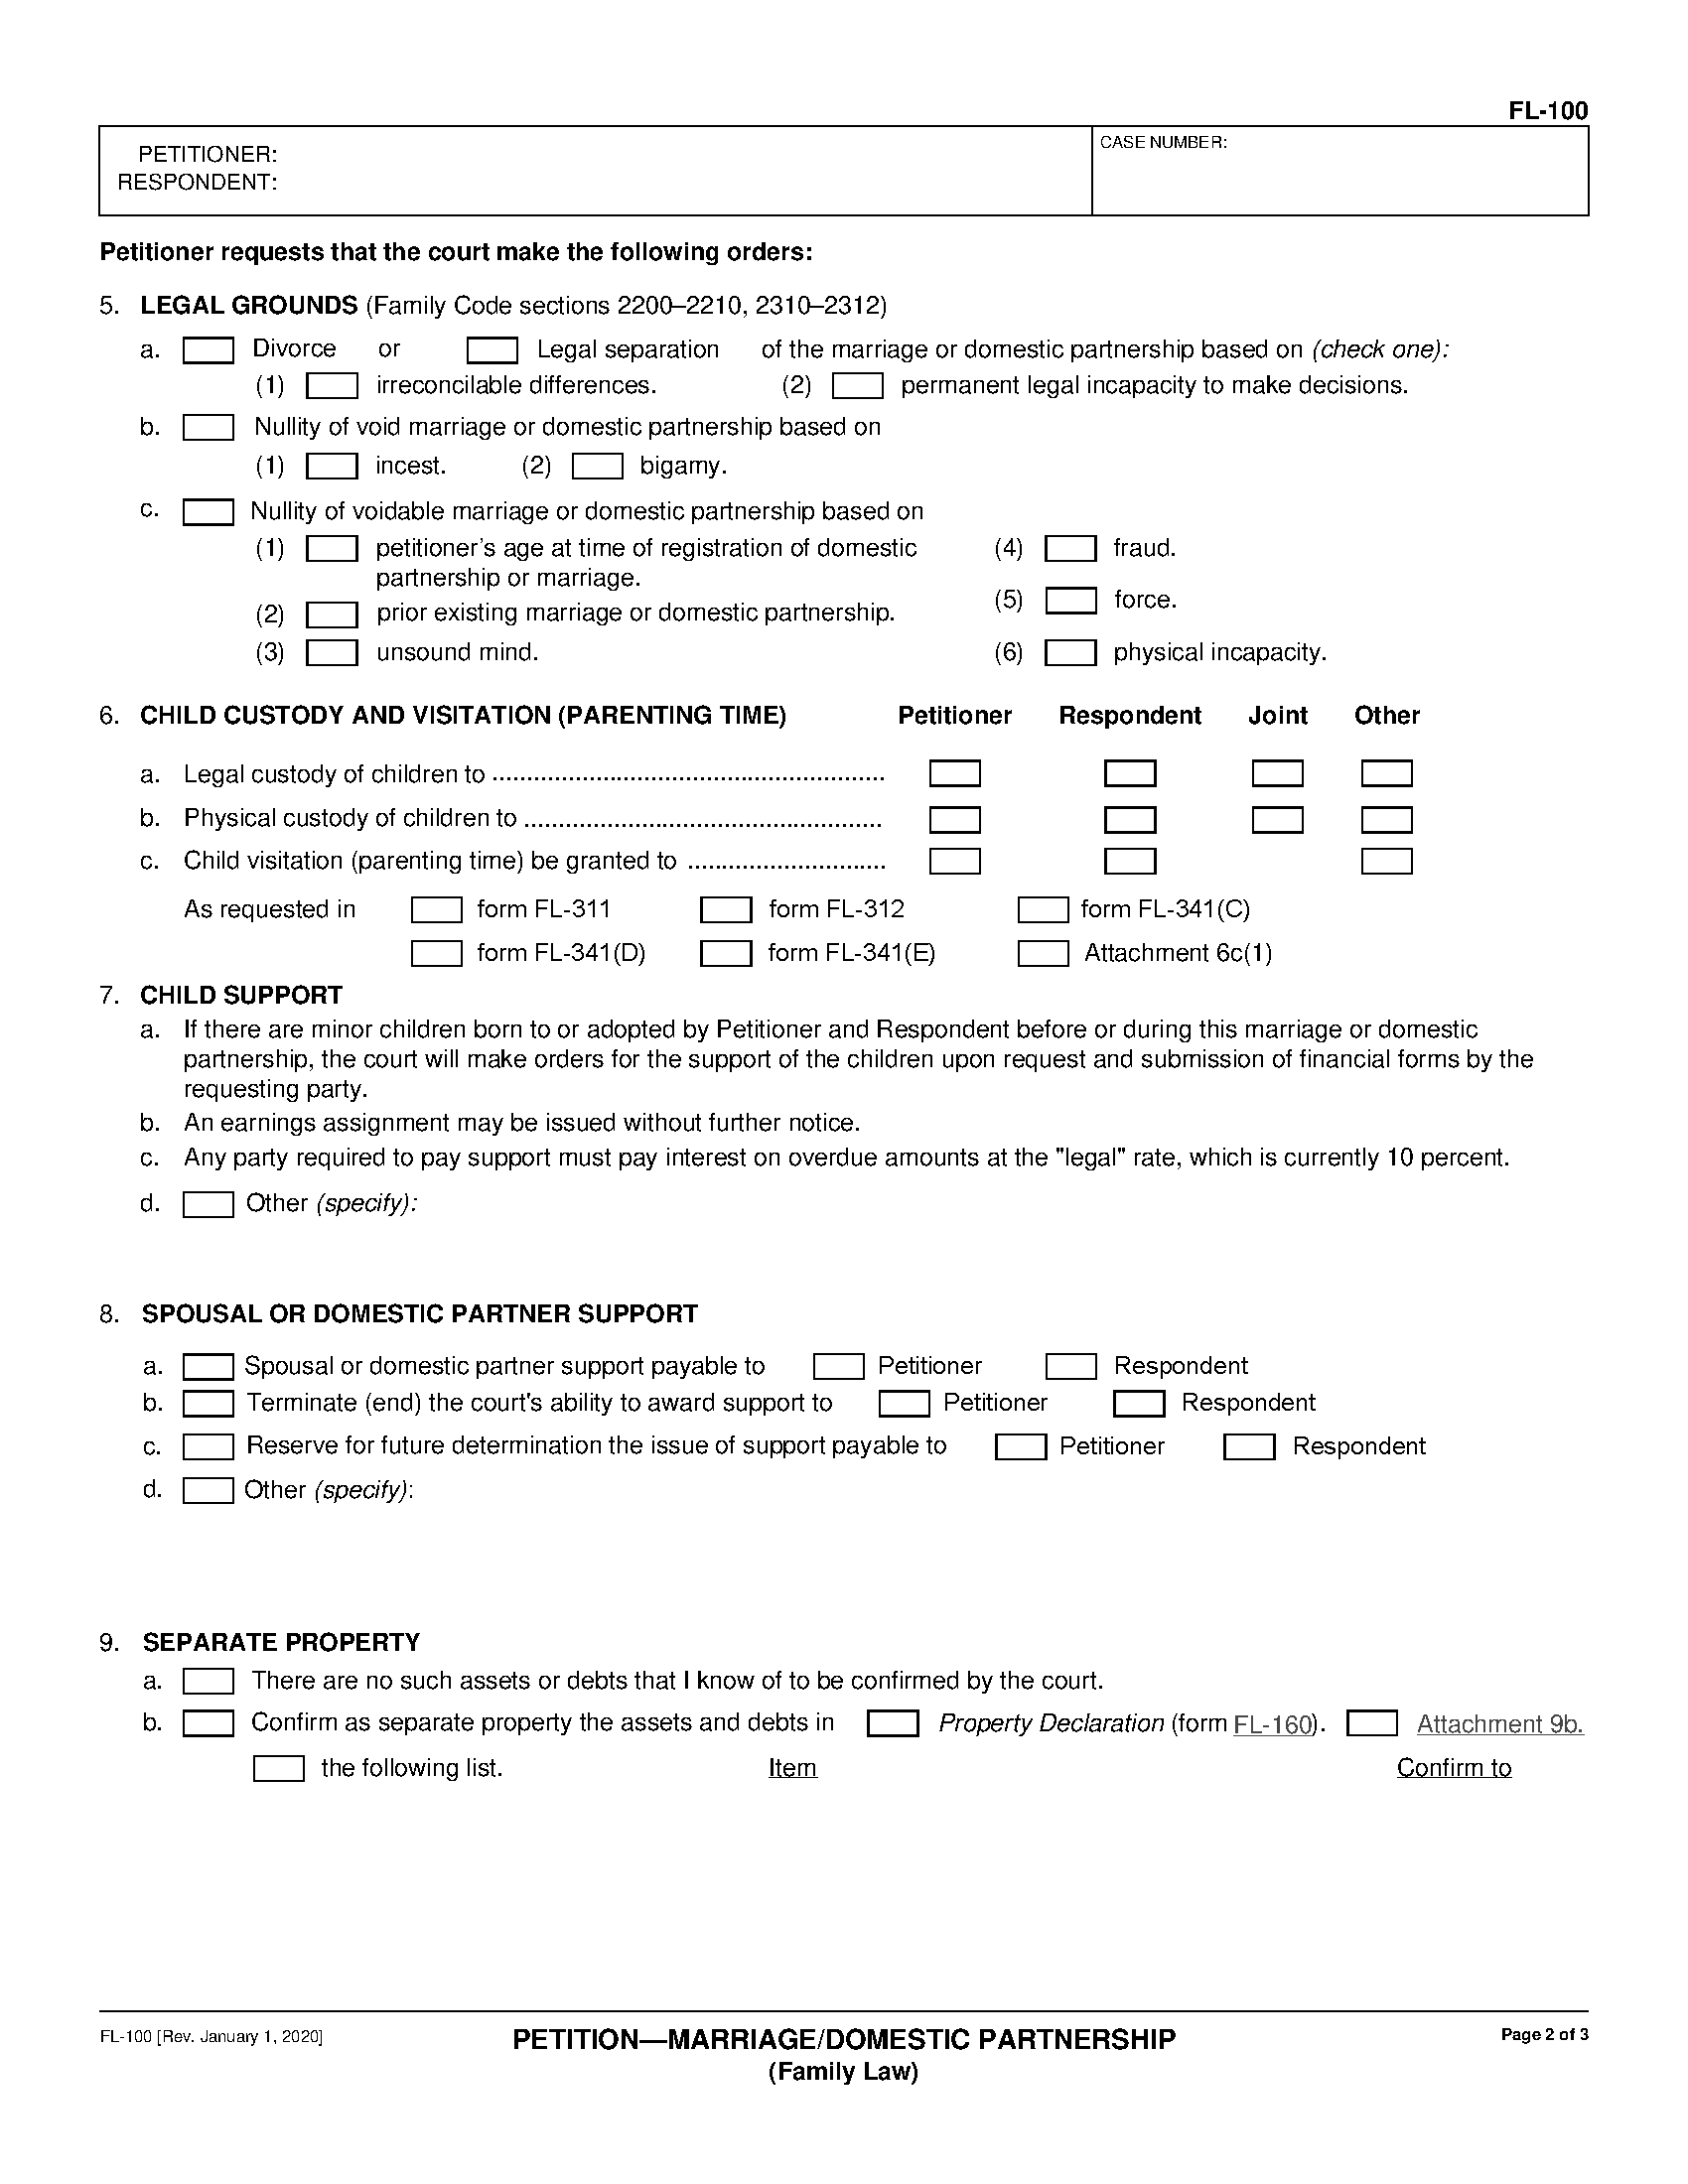 FL-100
PETITIONER:
RESPONDENT:
CASE NUMBER:
Petitioner requests that the court make the following orders:
5. LEGAL GROUNDS (Family Code sections 2200–2210, 2310–2312)
a. Divorce or Legal separation of the marriage or domestic partnership based on (check one):
(1) irreconcilable differences. (2) permanent legal incapacity to make decisions.
b. Nullity of void marriage or domestic partnership based on
(1) incest. (2) bigamy.
c. Nullity of voidable marriage or domestic partnership based on
(1) petitioner's age at time of registration of domestic
partnership or marriage.
(2) prior existing marriage or domestic partnership.
(3) unsound mind.
(4) fraud.
(5) force.
(6) physical incapacity.
6. CHILD CUSTODY AND VISITATION (PARENTING TIME) Petitioner Respondent Joint Other
a. Legal custody of children to .........................................................
b. Physical custody of children to ....................................................
c. Child visitation (parenting time) be granted to .............................
As requested in form FL-311 form FL-312 form FL-341(C)
form FL-341(D) form FL-341(E) Attachment 6c(1)
7. CHILD SUPPORT
a. If there are minor children born to or adopted by Petitioner and Respondent before or during this marriage or domestic
partnership, the court will make orders for the support of the children upon request and submission of financial forms by the
requesting party.
b. An earnings assignment may be issued without further notice.
c. Any party required to pay support must pay interest on overdue amounts at the "legal" rate, which is currently 10 percent.
d. Other (specify):
8. SPOUSAL OR DOMESTIC PARTNER SUPPORT
a. Spousal or domestic partner support payable to Petitioner Respondent
b. Terminate (end) the court's ability to award support to Petitioner Respondent
c. Reserve for future determination the issue of support payable to Petitioner Respondent
d. Other (specify):
9. SEPARATE PROPERTY
a. There are no such assets or debts that I know of to be confirmed by the court.
b. Confirm as separate property the assets and debts in Property Declaration (form FL-160). Attachment 9b.
the following list. Item Confirm to
FL-100 [Rev. January 1, 2020]
PETITION—MARRIAGE/DOMESTIC PARTNERSHIP
(Family Law)
Page 2 of 3